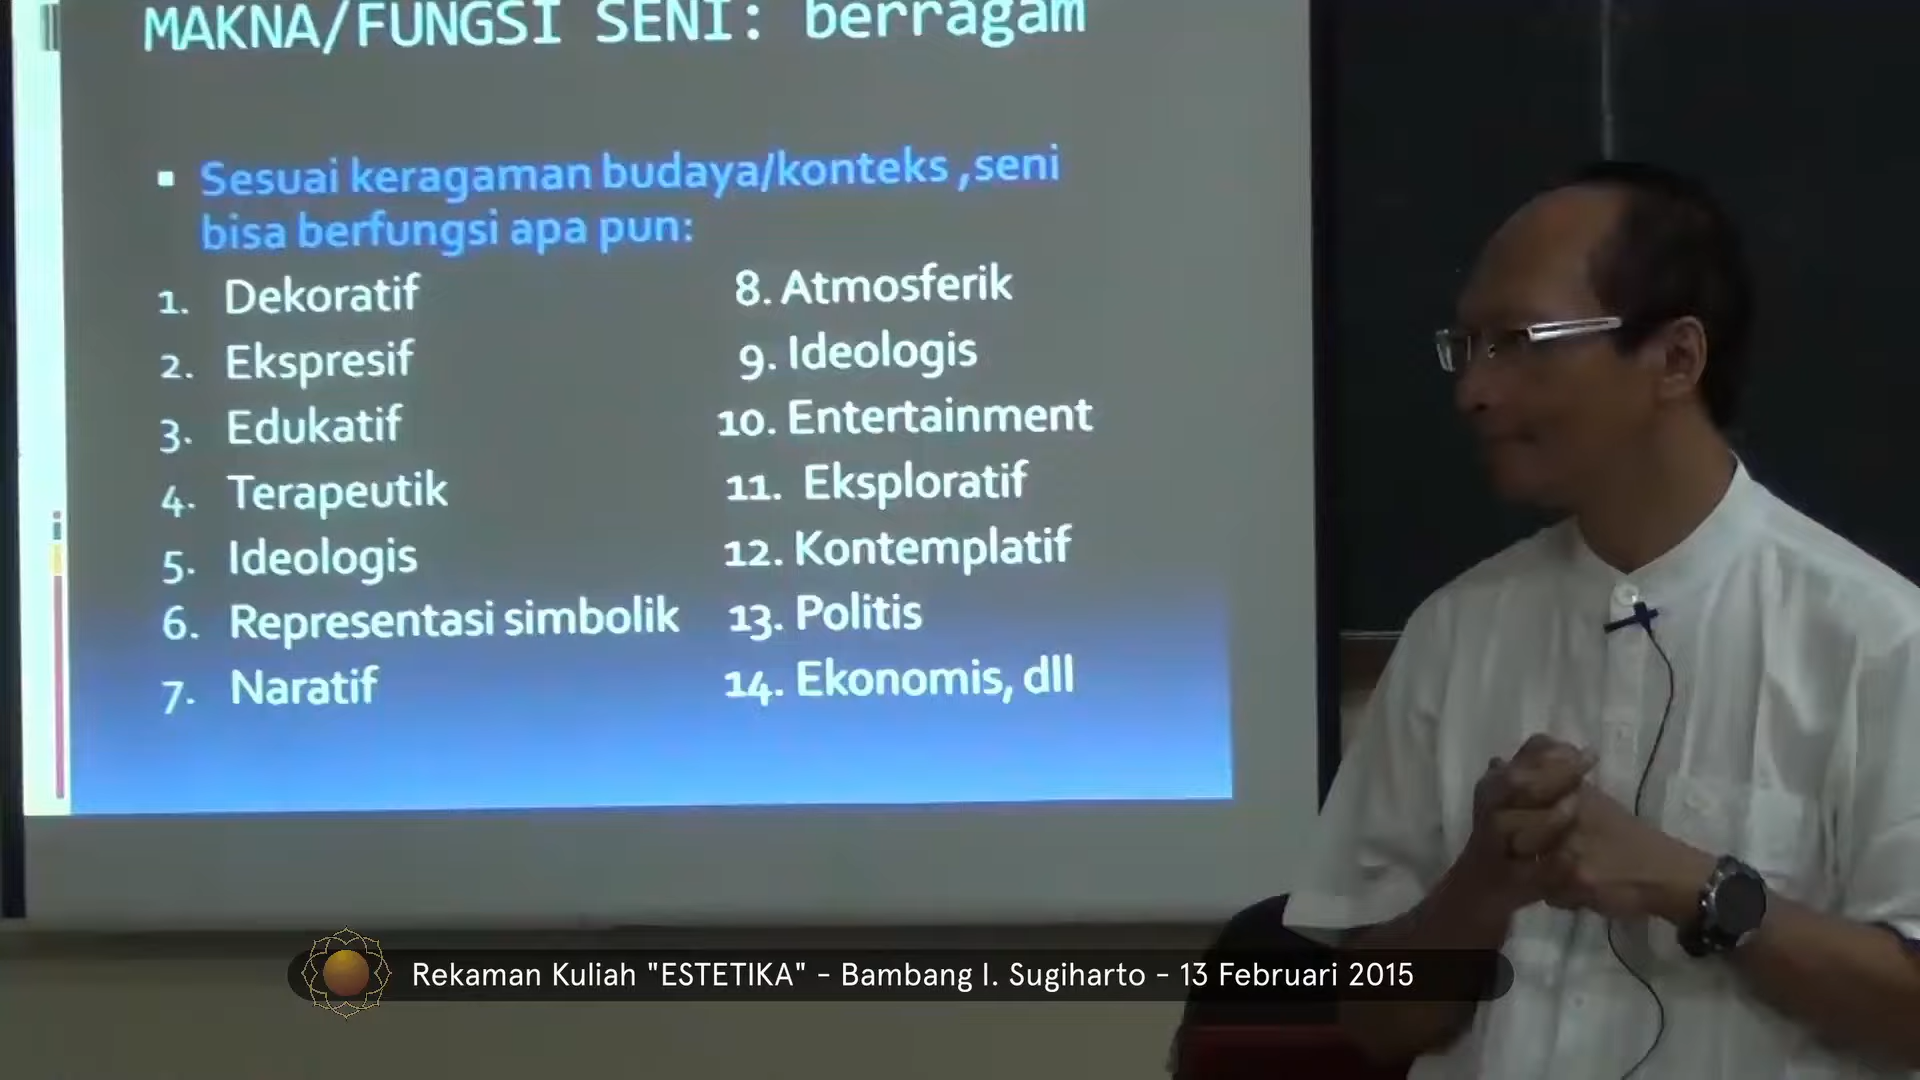 MAKNA/FUNGSI SENI: berragam
Sesuai keragaman budaya/konteks ,seni
bisa berfungsi apa pun:
1. Dekoratif
2. Ekspresif
3. Edukatif
4. Terapeutik
5. Ideologis
6. Representasi simbolik
7. Naratif
8. Atmosferik
9. Ideologis
10. Entertainment
11. Eksploratif
12. Kontemplatif
13. Politis
14. Ekonomis, dll
Rekaman Kuliah "ESTETIKA" - Bambang I. Sugiharto - 13 Februari 2015